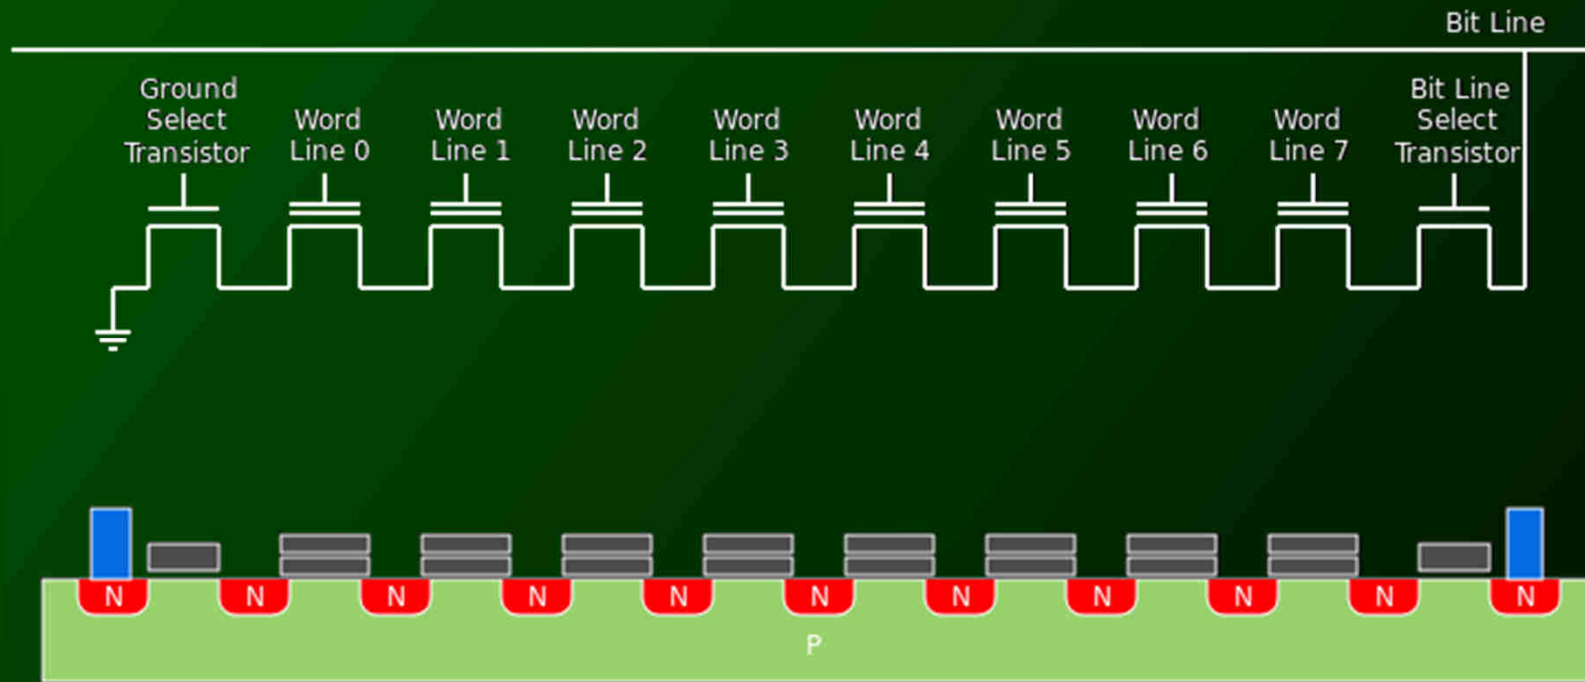 Bit Line
Ground
Select
Transistor
Word
Line 0
Word
Line 1
Word
Line 2
Word
Line 3
Word
Line 4
Word
Line 5
Word
Line 6
Word
Line 7
Bit Line
Select
Transistor
N
N
N
N
N
N
N
N
N
N
N
P